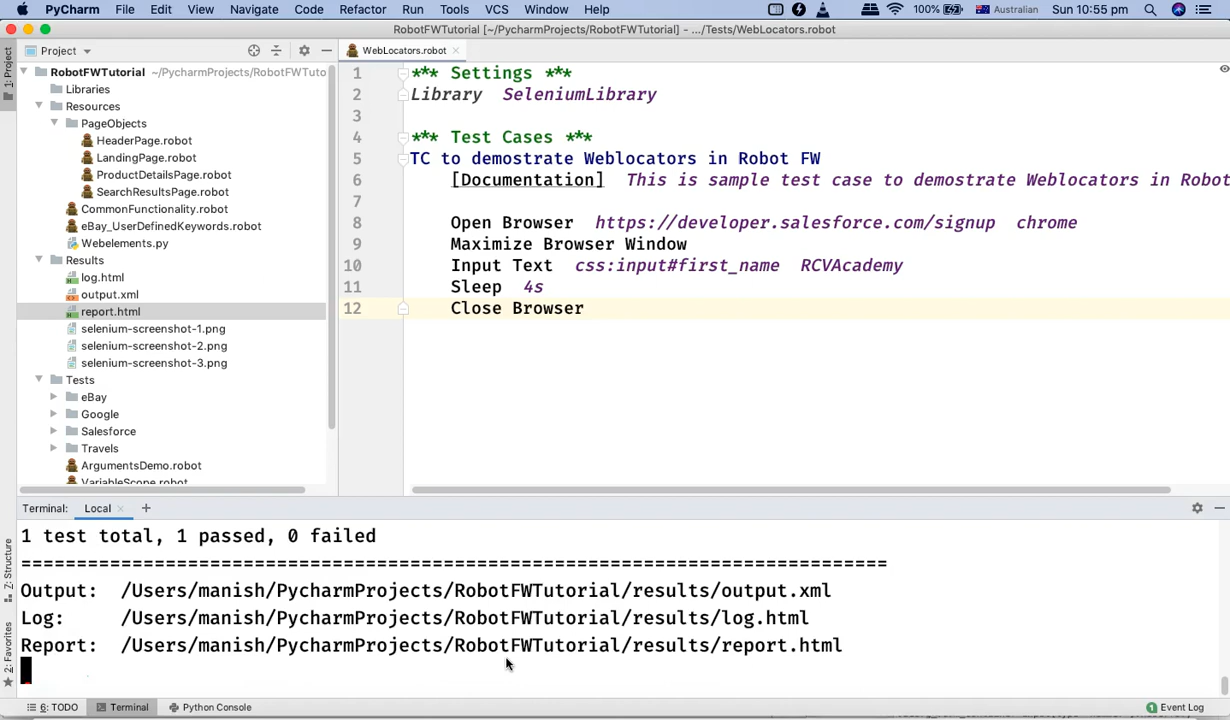 PyCharm File Edit View Navigate Code Refactor Run Tools VCS Window Help 100% Australian Sun 10:55 pm
RobotFWTutorial [~/PycharmProjects/RobotFWTutorial] - .../Tests/WebLocators.robot
Project
WebLocators.robot
1: Project
RobotFWTutorial ~/PycharmProjects/RobotFWTuto
Libraries
Resources
PageObjects
HeaderPage.robot
LandingPage.robot
ProductDetailsPage.robot
SearchResultsPage.robot
CommonFunctionality.robot
eBay_UserDefinedKeywords.robot
Webelements.py
Results
log.html
output.xml
report.html
selenium-screenshot-1.png
selenium-screenshot-2.png
selenium-screenshot-3.png
Tests
eBay
Google
Salesforce
Travels
ArgumentsDemo.robot
VariableScope.robot
1 *** Settings ***
2 Library SeleniumLibrary
3
4 *** Test Cases ***
5 TC to demostrate Weblocators in Robot FW
6 [Documentation] This is sample test case to demostrate Weblocators in Robot
7
8 Open Browser https://developer.salesforce.com/signup chrome
9 Maximize Browser Window
10 Input Text css:input#first_name RCVAcademy
11 Sleep 4s
12 Close Browser
Terminal: Local
1 test total, 1 passed, 0 failed
==============================================================================
Output: /Users/manish/PycharmProjects/RobotFWTutorial/results/output.xml
Log: /Users/manish/PycharmProjects/RobotFWTutorial/results/log.html
Report: /Users/manish/PycharmProjects/RobotFWTutorial/results/report.html
Z: Structure
2: Favorites
6: TODO Terminal Python Console 1 Event Log